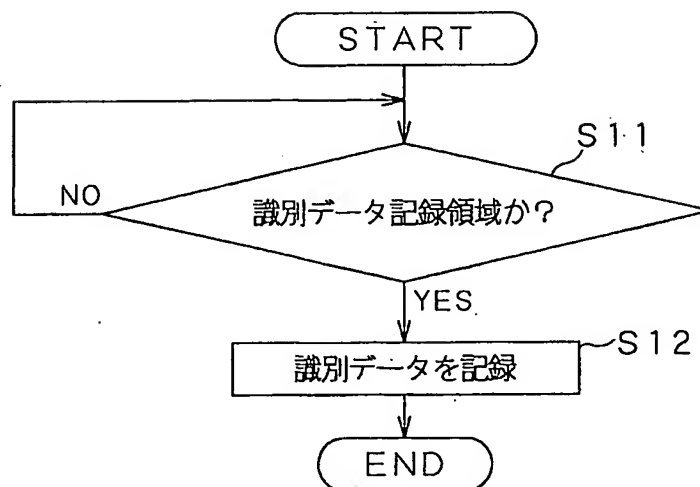 START
S11
NO
識別データ記録領域か？
YES
S12
識別データを記録
END